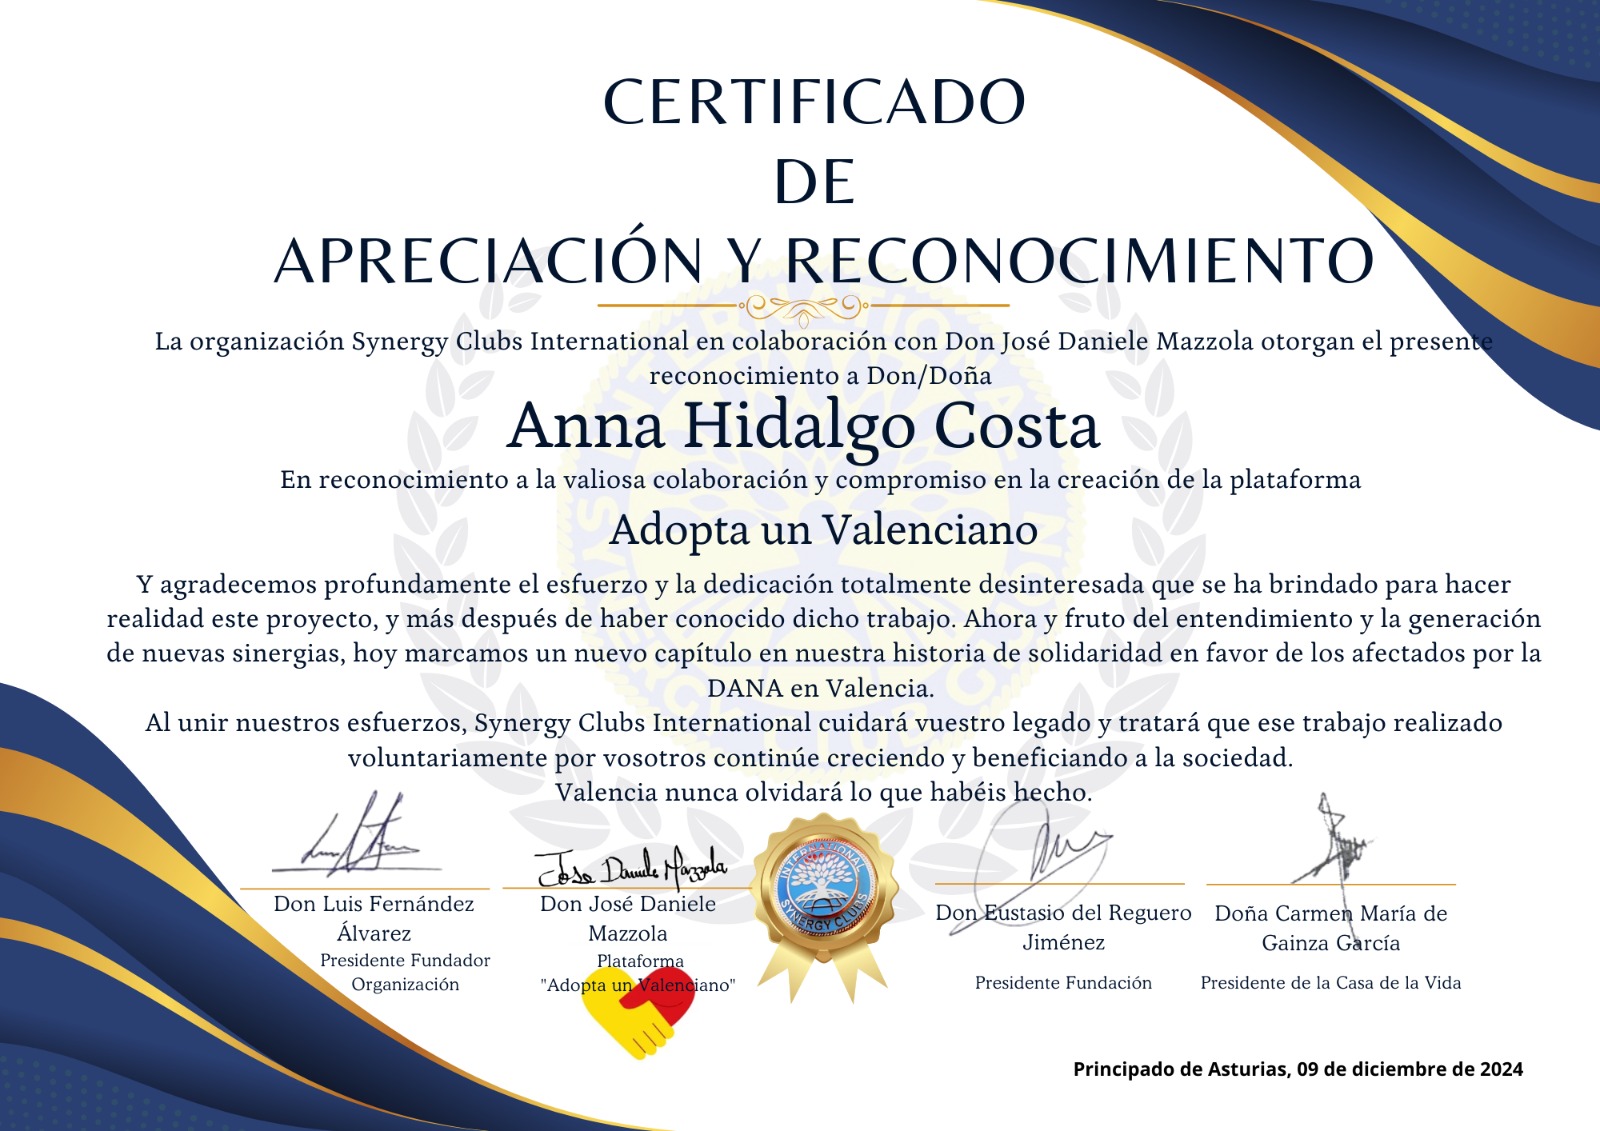 CERTIFICADO
DE
APRECIACIÓN Y RECONOCIMIENTO
La organización Synergy Clubs International en colaboración con Don José Daniele Mazzola otorgan el presente
reconocimiento a Don/Doña
Anna Hidalgo Costa
En reconocimiento a la valiosa colaboración y compromiso en la creación de la plataforma
Adopta un Valenciano
Y agradecemos profundamente el esfuerzo y la dedicación totalmente desinteresada que se ha brindado para hacer
realidad este proyecto, y más después de haber conocido dicho trabajo. Ahora y fruto del entendimiento y la generación
de nuevas sinergias, hoy marcamos un nuevo capítulo en nuestra historia de solidaridad en favor de los afectados por la
DANA en Valencia.
Al unir nuestros esfuerzos, Synergy Clubs International cuidará vuestro legado y tratará que ese trabajo realizado
voluntariamente por vosotros continúe creciendo y beneficiando a la sociedad.
Valencia nunca olvidará lo que habéis hecho.
Jose Daniele Mazzola
INTERNATIONAL
SYNERGY CLUBS
Don Luis Fernández
Álvarez
Presidente Fundador
Organización
Don José Daniele
Mazzola
Plataforma
"Adopta un Valenciano"
Don Eustasio del Reguero
Jiménez
Presidente Fundación
Doña Carmen María de
Gainza García
Presidente de la Casa de la Vida
Principado de Asturias, 09 de diciembre de 2024